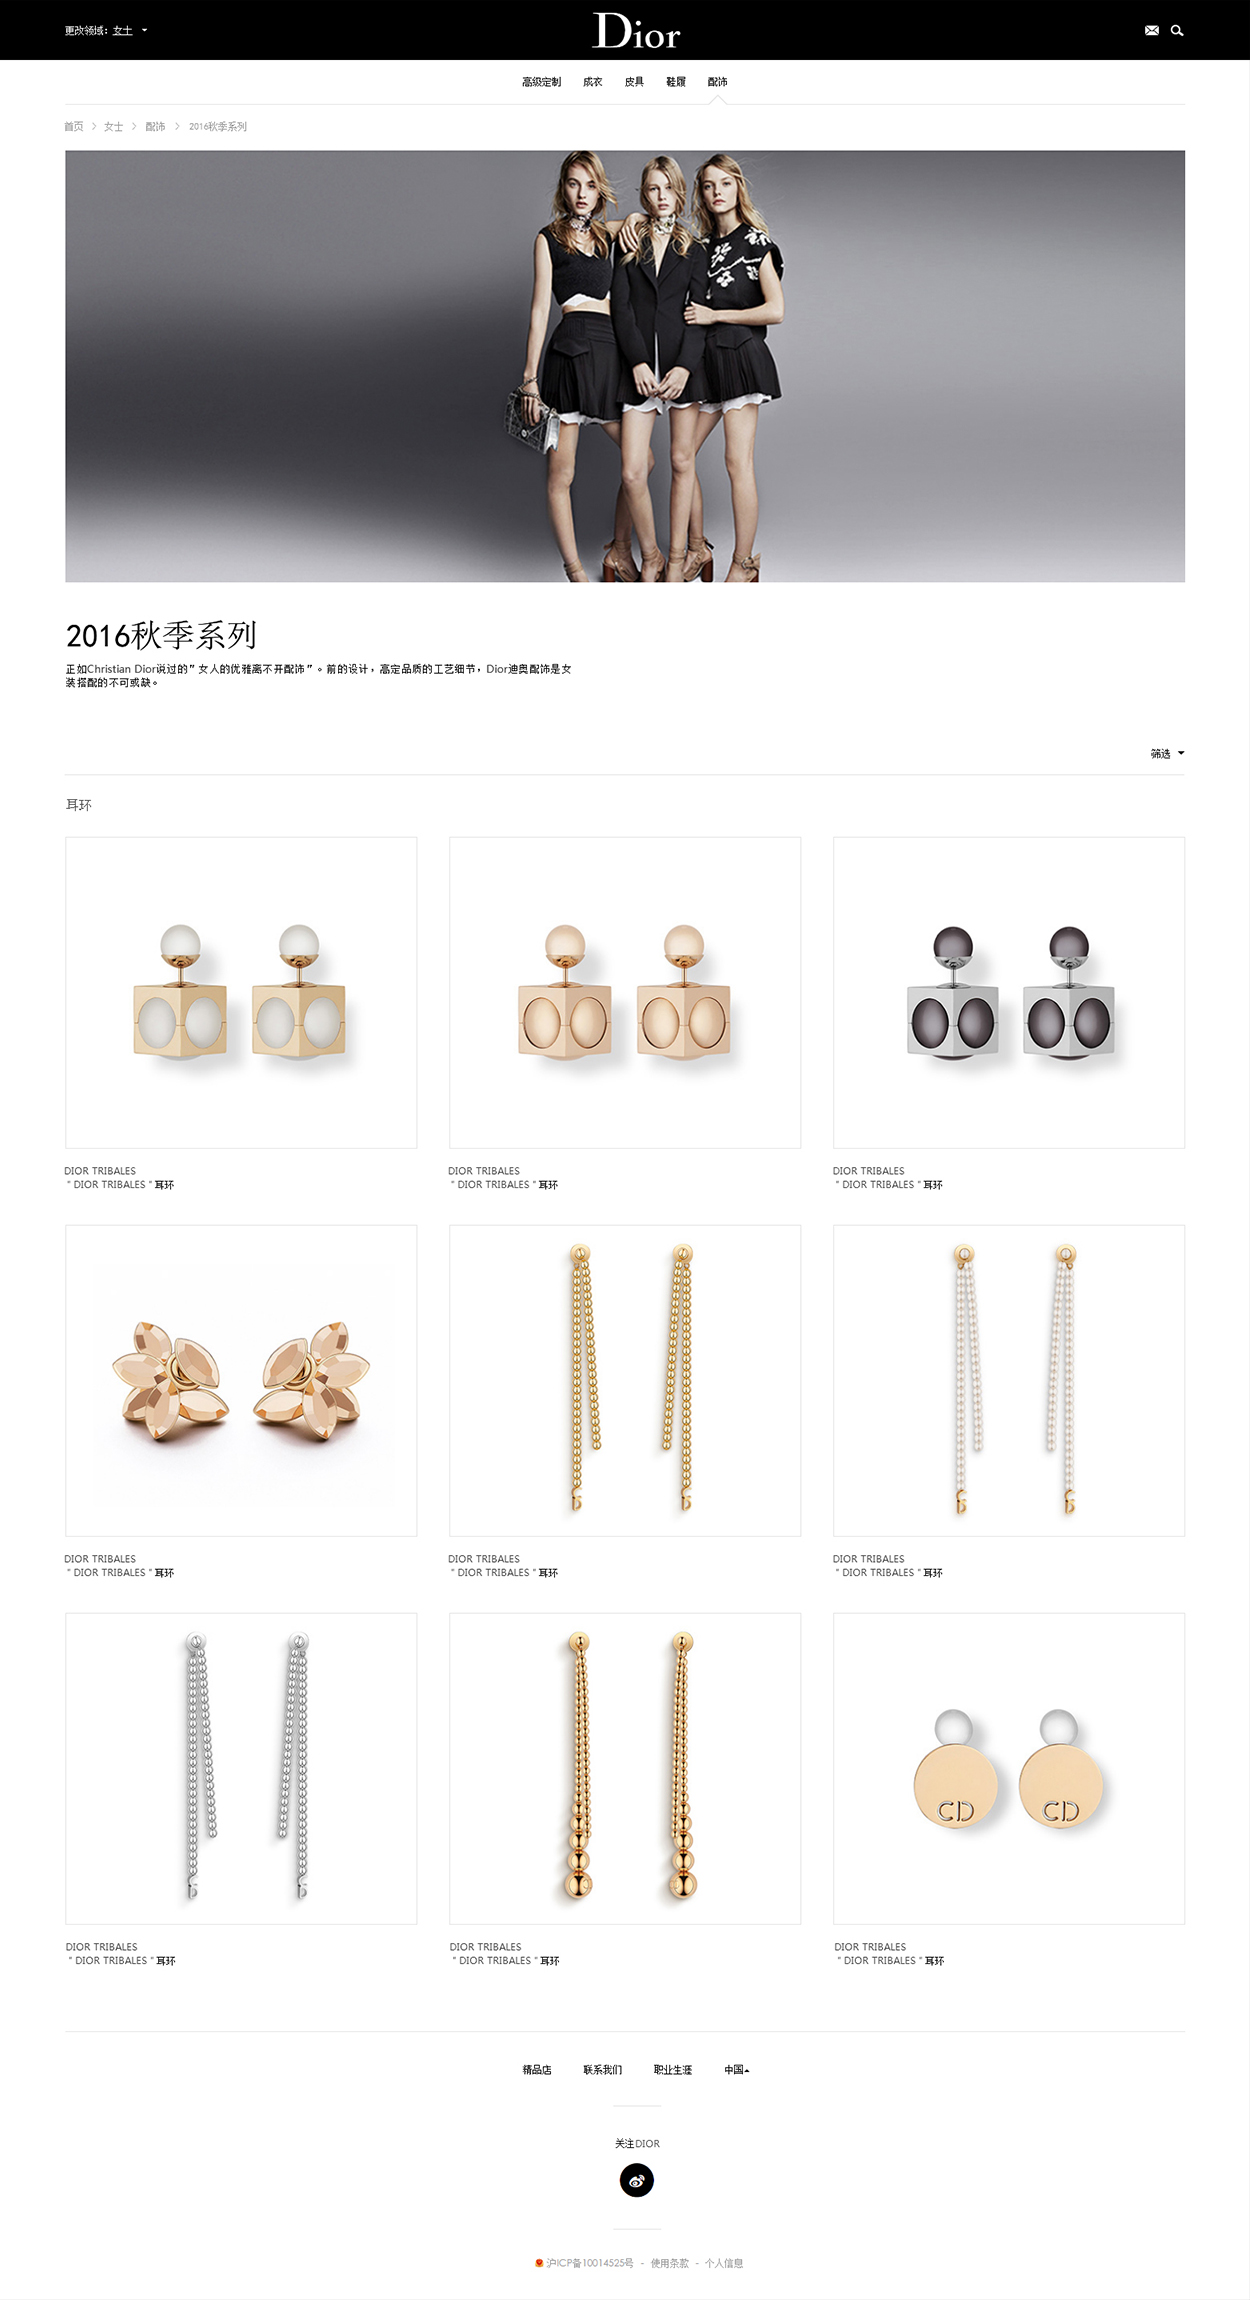 更改领域：女士
Dior
高级定制 成衣 皮具 鞋履 配饰
首页 > 女士 > 配饰 > 2016秋季系列
2016秋季系列
正如Christian Dior说过的"女人的优雅离不开配饰"。前的设计，高定品质的工艺细节，Dior迪奥配饰是女
装搭配的不可或缺。
筛选
耳环
DIOR TRIBALES DIOR TRIBALES DIOR TRIBALES
"DIOR TRIBALES"耳环 "DIOR TRIBALES"耳环 "DIOR TRIBALES"耳环
DIOR TRIBALES DIOR TRIBALES DIOR TRIBALES
"DIOR TRIBALES"耳环 "DIOR TRIBALES"耳环 "DIOR TRIBALES"耳环
CD CD
DIOR TRIBALES DIOR TRIBALES DIOR TRIBALES
"DIOR TRIBALES"耳环 "DIOR TRIBALES"耳环 "DIOR TRIBALES"耳环
精品店 联系我们 职业生涯 中国
关注DIOR
沪ICP备10014525号 - 使用条款 - 个人信息